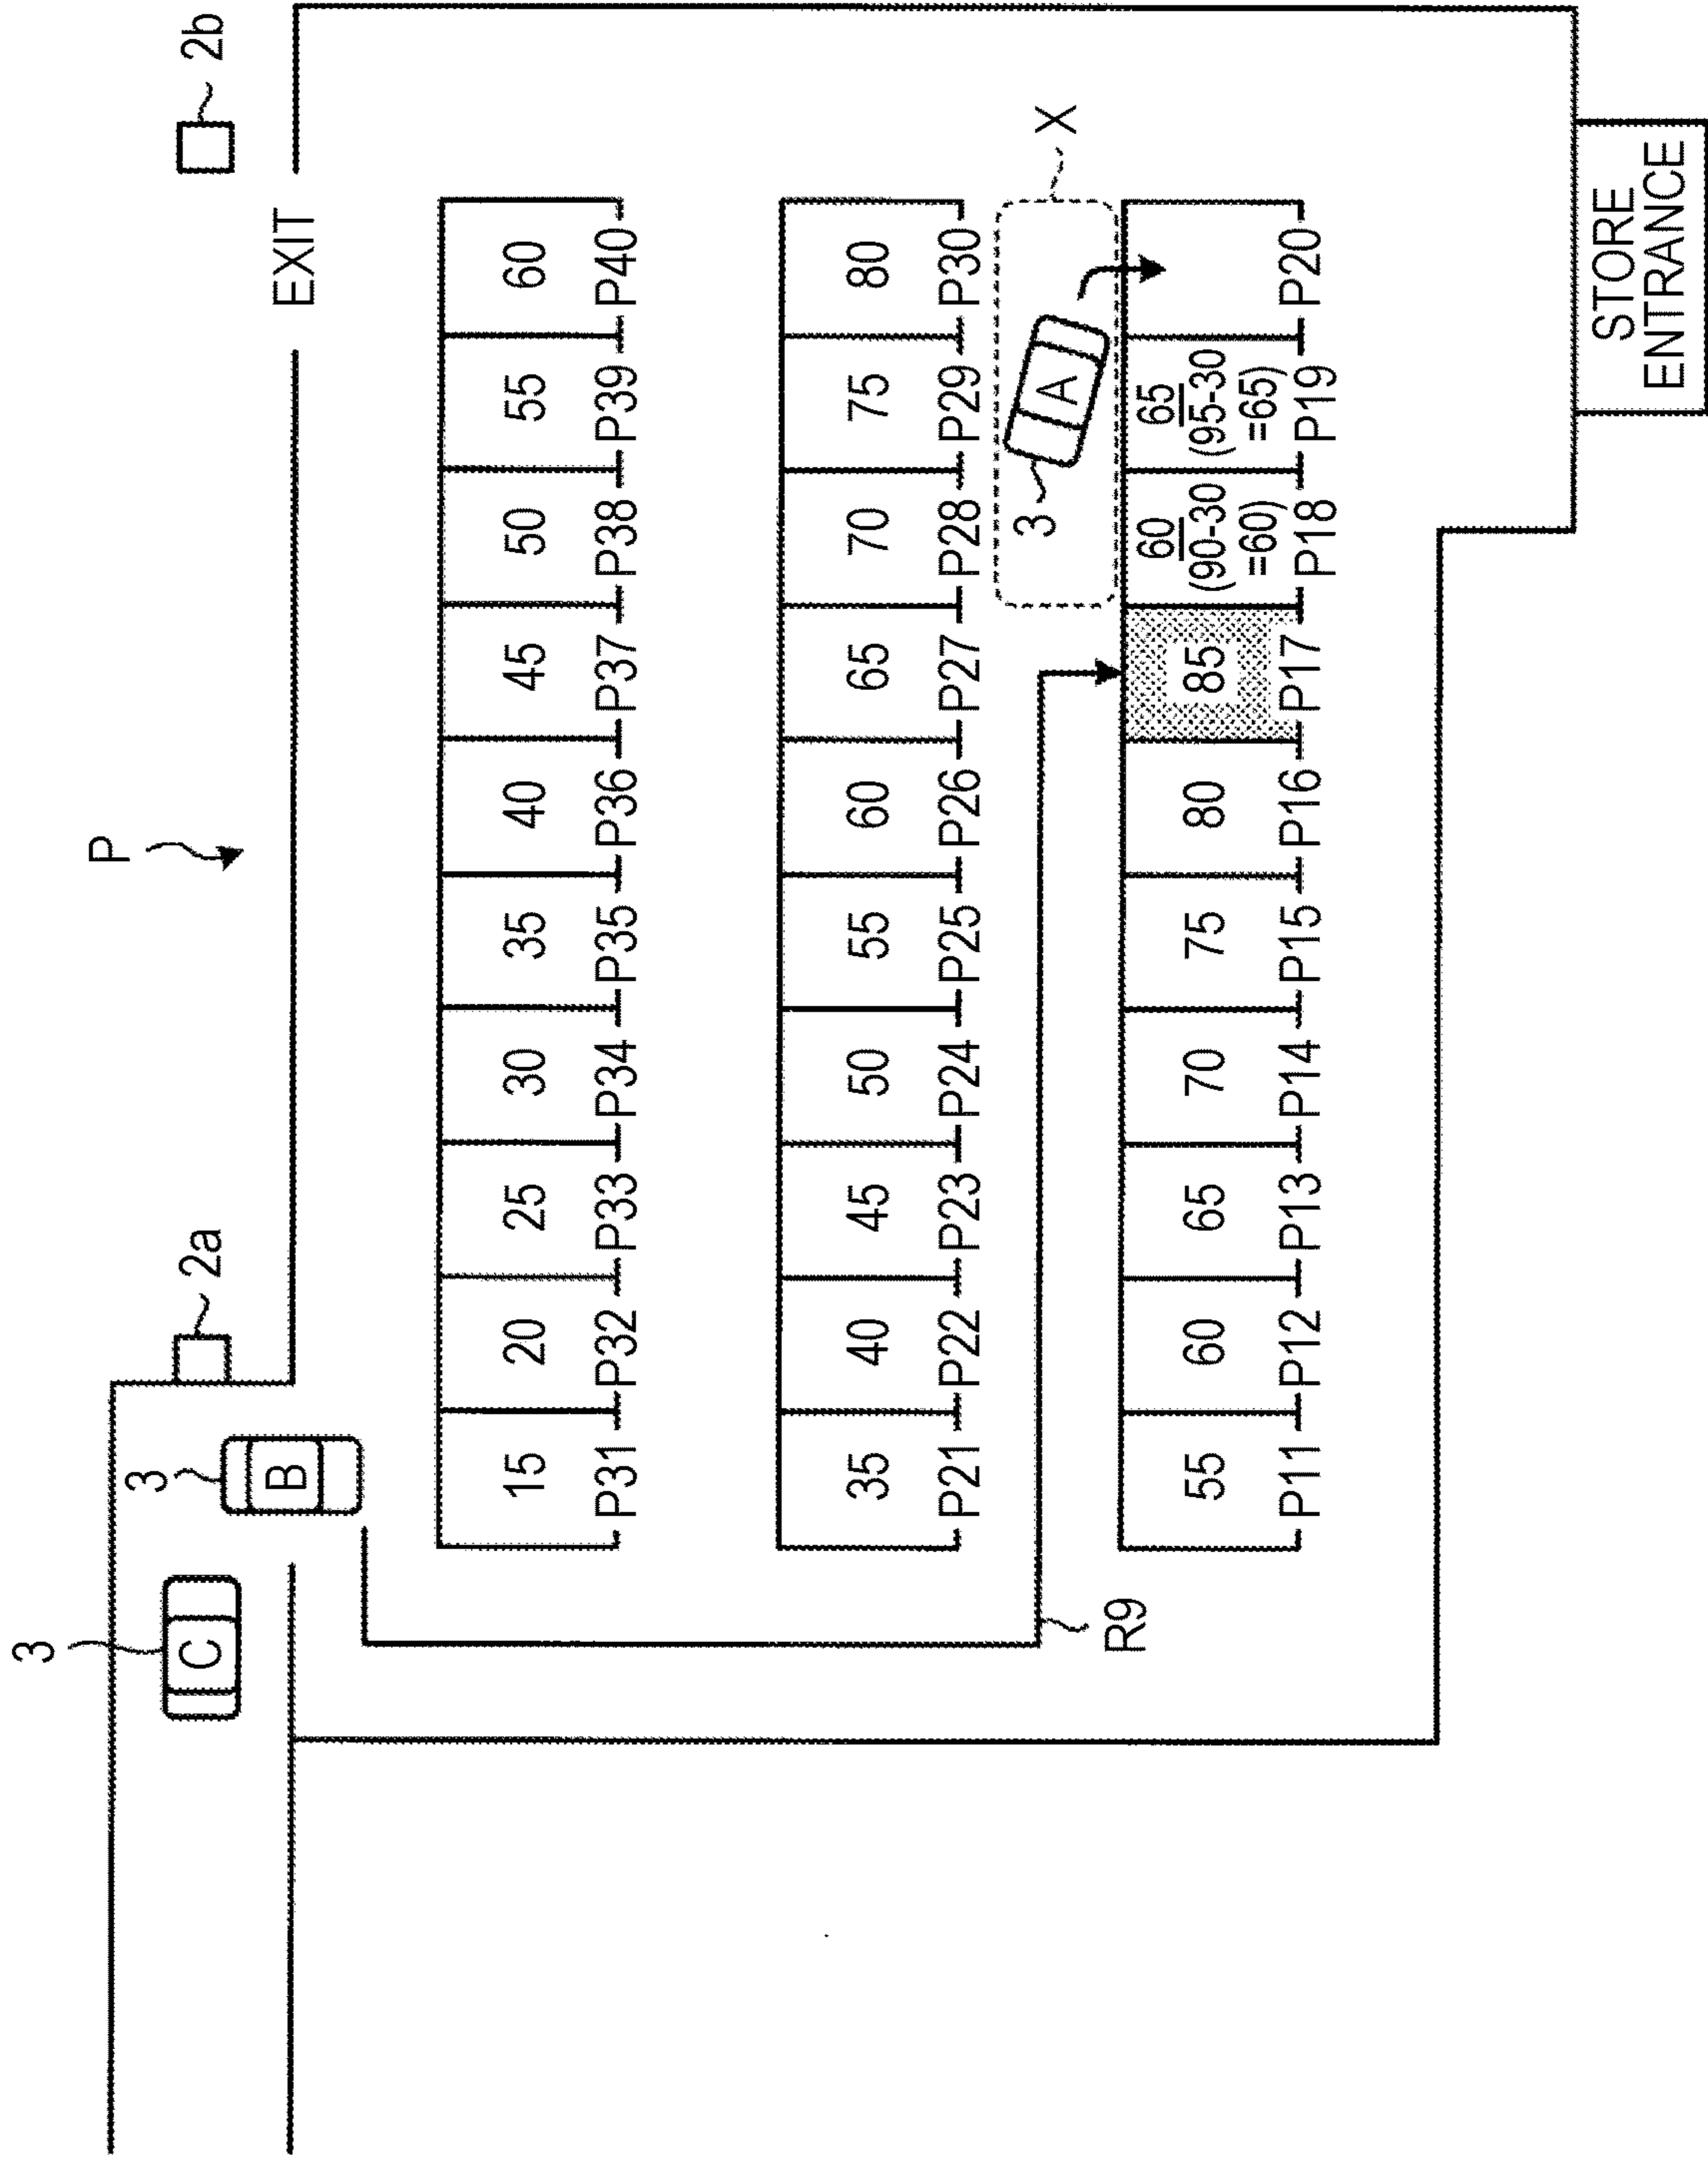 P
2a
2b
3
C
3
B
EXIT
15
20
25
30
35
40
45
50
55
60
P31
P32
P33
P34
P35
P36
P37
P38
P39
P40
35
40
45
50
55
60
65
70
75
80
P21
P22
P23
P24
P25
P26
P27
P28
P29
P30
3
A
X
R9
55
60
65
70
75
80
85
60
(90-30
=60)
65
(95-30
=65)
P11
P12
P13
P14
P15
P16
P17
P18
P19
P20
STORE
ENTRANCE